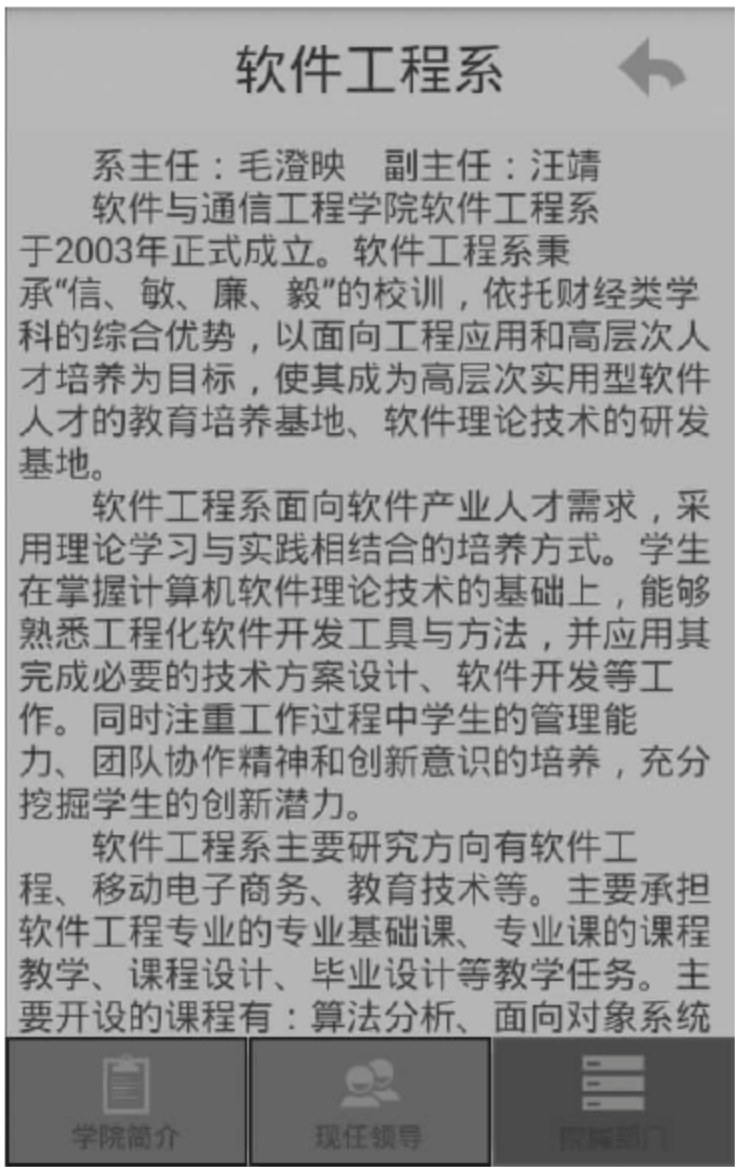 软件工程系
系主任：毛澄映　副主任：汪靖
软件与通信工程学院软件工程系
于2003年正式成立。软件工程系秉
承“信、敏、廉、毅”的校训，依托财经类学
科的综合优势，以面向工程应用和高层次人
才培养为目标，使其成为高层次实用型软件
人才的教育培养基地、软件理论技术的研发
基地。
软件工程系面向软件产业人才需求，采
用理论学习与实践相结合的培养方式。学生
在掌握计算机软件理论技术的基础上，能够
熟悉工程化软件开发工具与方法，并应用其
完成必要的技术方案设计、软件开发等工
作。同时注重工作过程中学生的管理能
力、团队协作精神和创新意识的培养，充分
挖掘学生的创新潜力。
软件工程系主要研究方向有软件工
程、移动电子商务、教育技术等。主要承担
软件工程专业的专业基础课、专业课的课程
教学、课程设计、毕业设计等教学任务。主
要开设的课程有：算法分析、面向对象系统
学院简介
现任领导
部门